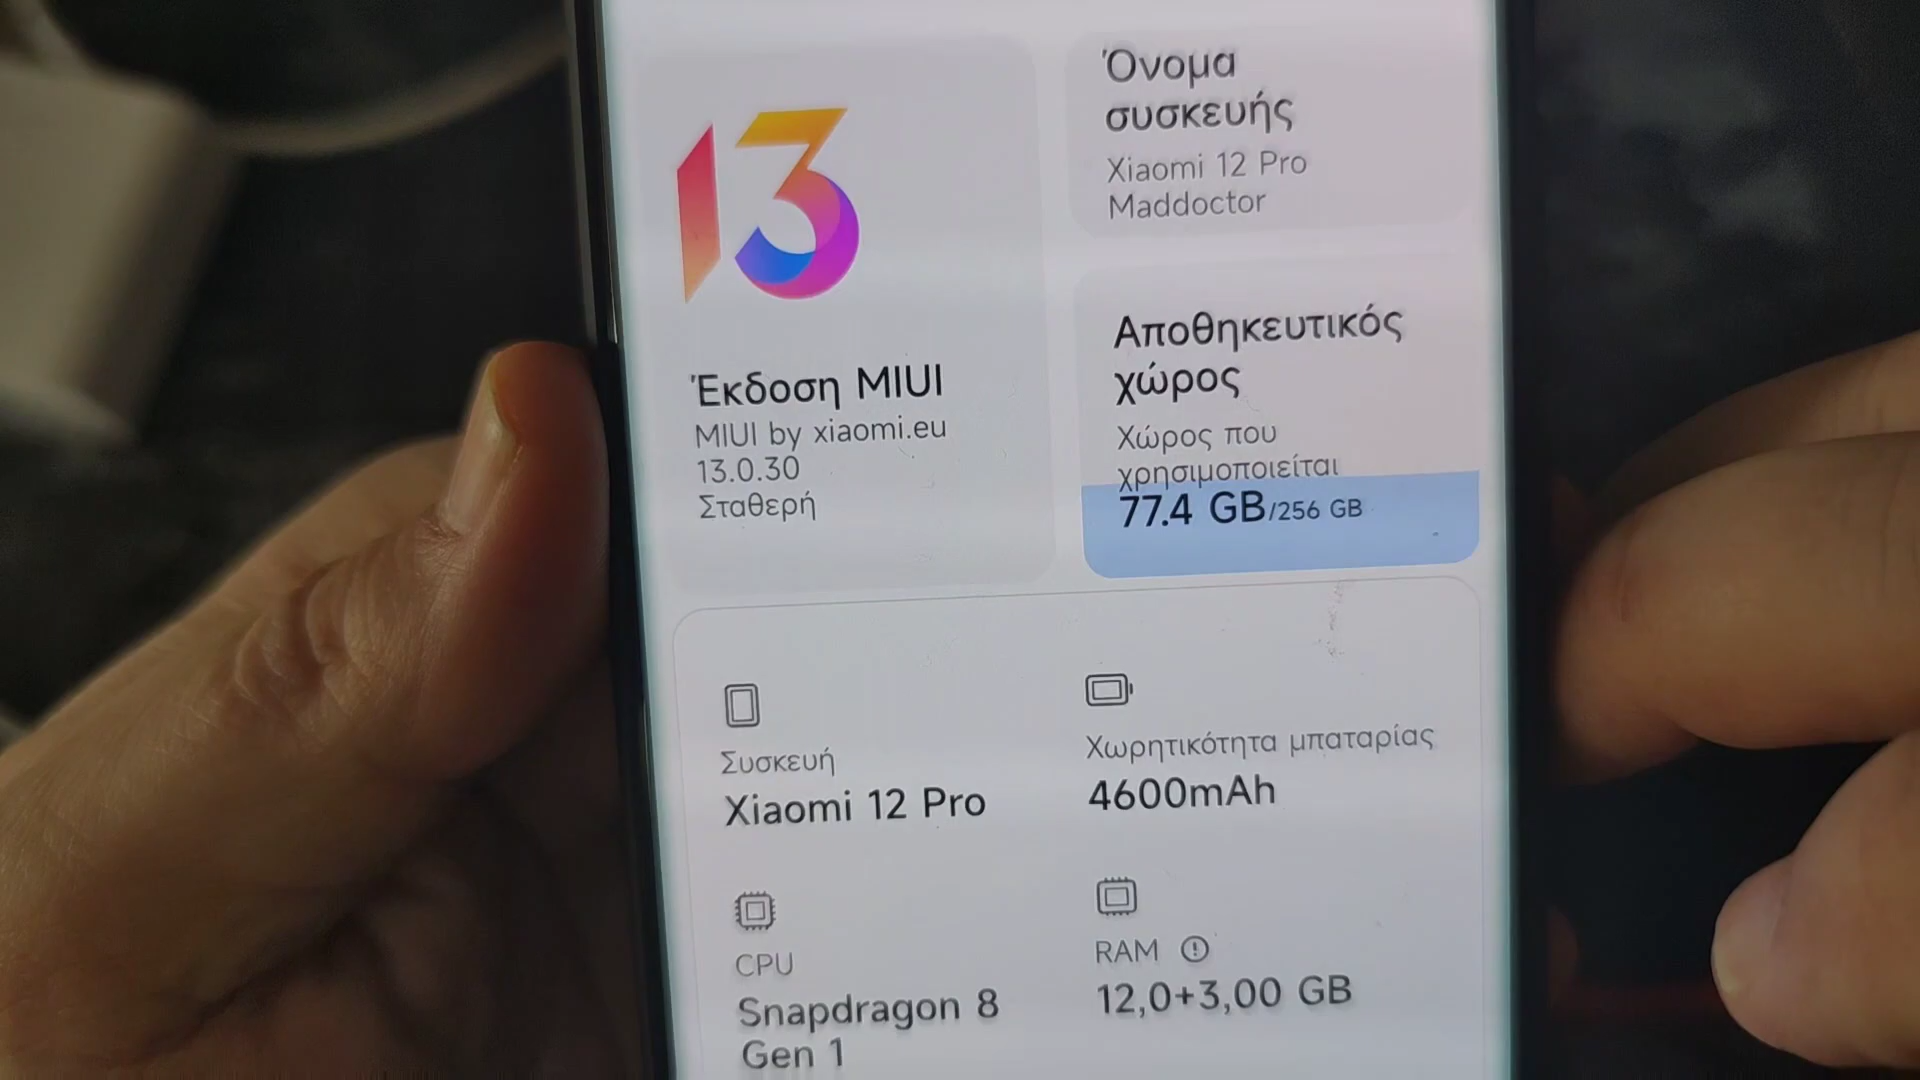 13
Έκδοση MIUI
MIUI by xiaomi.eu
13.0.30
Σταθερή
Όνομα
συσκευής
Xiaomi 12 Pro
Maddoctor
Αποθηκευτικός
χώρος
Χώρος που
χρησιμοποιείται
77.4 GB/256 GB
Συσκευή
Xiaomi 12 Pro
Χωρητικότητα μπαταρίας
4600mAh
CPU
Snapdragon 8
Gen 1
RAM
12,0+3,00 GB